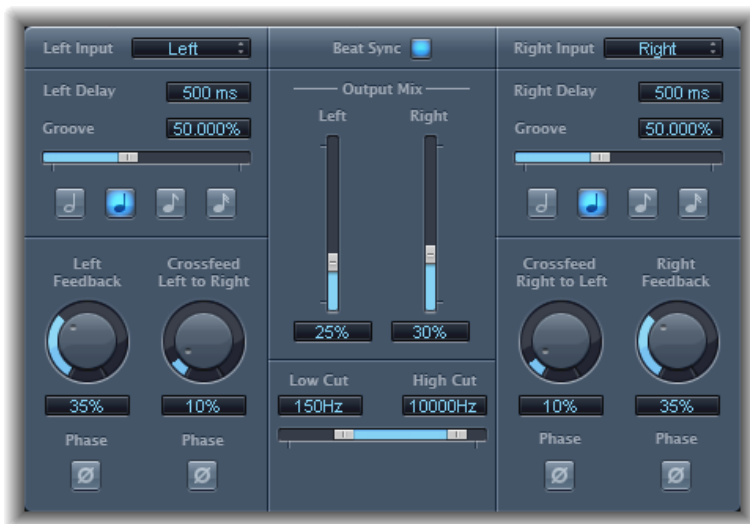 Left Input Left
Beat Sync
Right Input Right
Left Delay 500 ms
Groove 50.000%
Output Mix
Left Right
25% 30%
Right Delay 500 ms
Groove 50.000%
Left Feedback
Crossfeed Left to Right
35% 10%
Phase Phase
Ø Ø
Low Cut High Cut
150Hz 10000Hz
Crossfeed Right to Left
Right Feedback
10% 35%
Phase Phase
Ø Ø